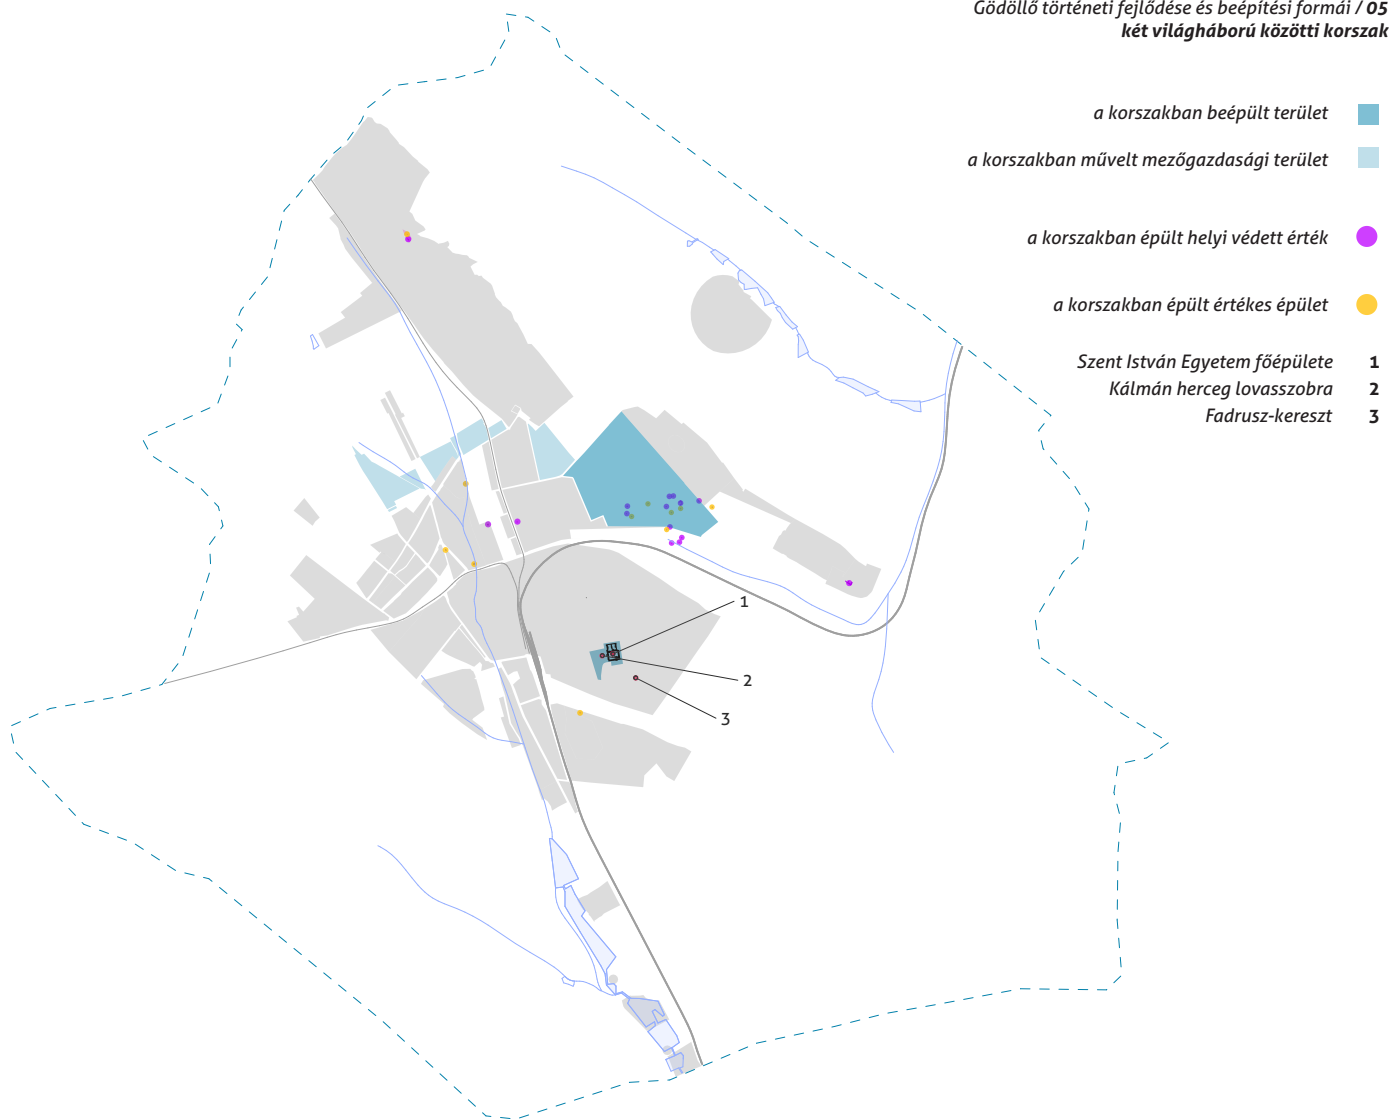 Gödöllő történeti fejlődése és beépítési formái / 05
két világháború közötti korszak
a korszakban beépült terület
a korszakban művelt mezőgazdasági terület
a korszakban épült helyi védett érték
a korszakban épült értékes épület
Szent István Egyetem főépülete 1
Kálmán herceg lovasszobra 2
Fadrusz-kereszt 3
1
2
3